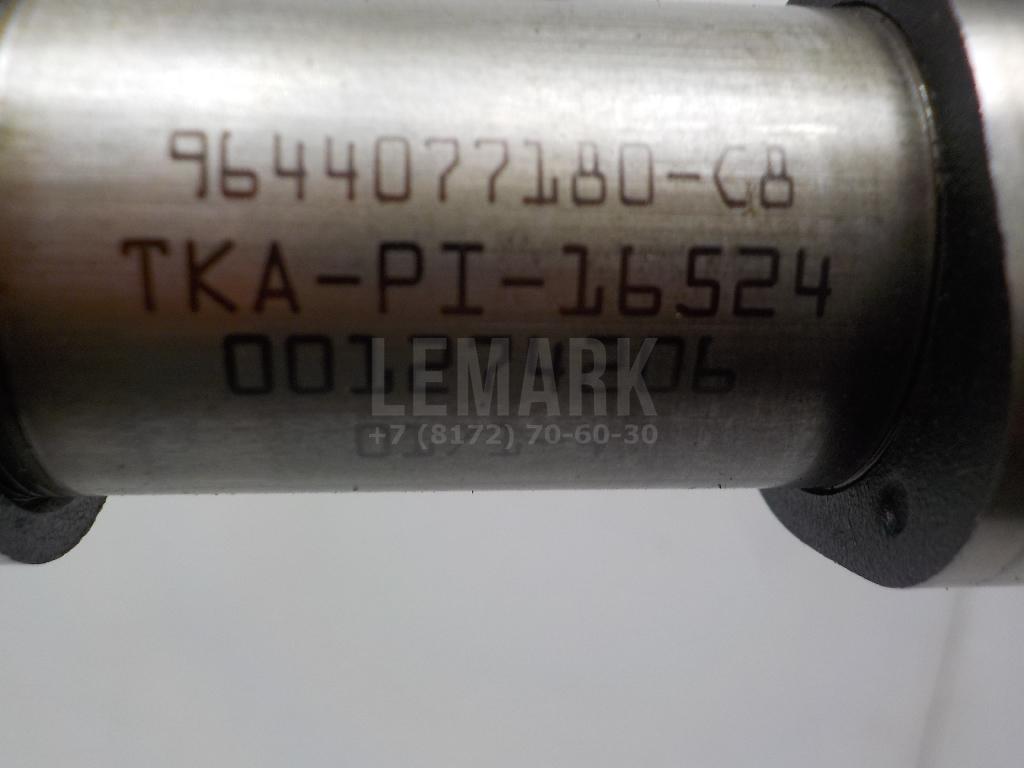 9644077180-C8
TKA-PI-16524
LEMARK
+7 (8172) 70-60-30